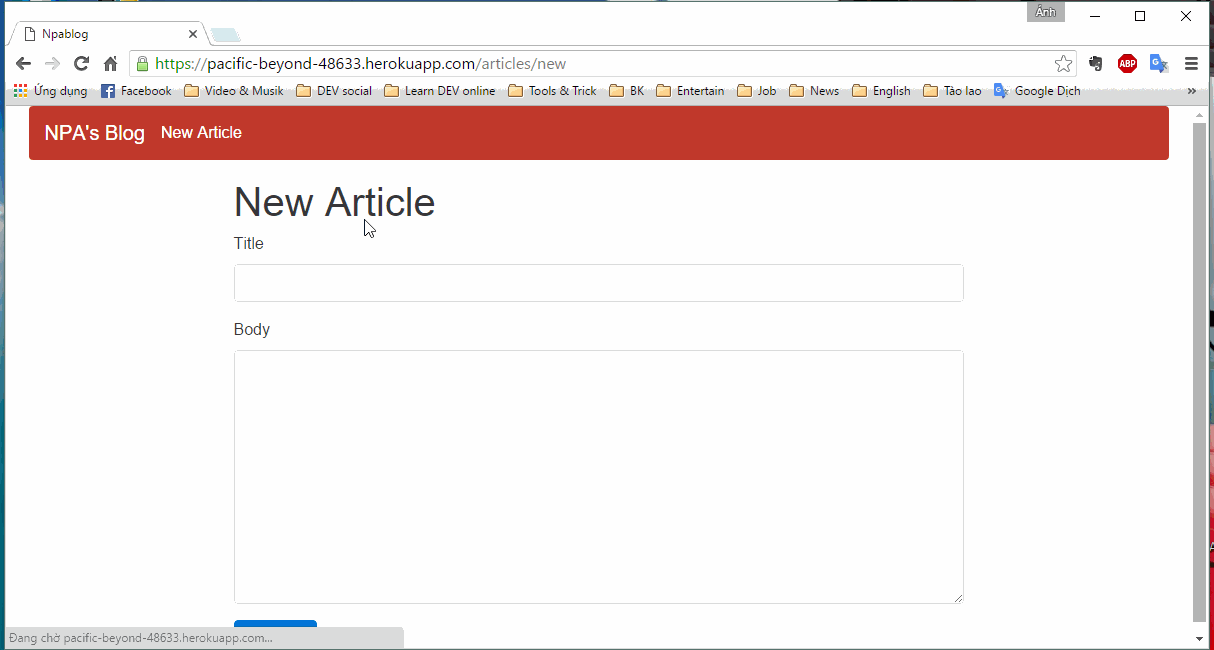 Npablog
Ảnh
https://pacific-beyond-48633.herokuapp.com/articles/new
ABP
Ứng dụng Facebook Video & Musik DEV social Learn DEV online Tools & Trick BK Entertain Job News English Tào lao Google Dịch »
NPA's Blog New Article
New Article
Title
Body
Đang chờ pacific-beyond-48633.herokuapp.com...